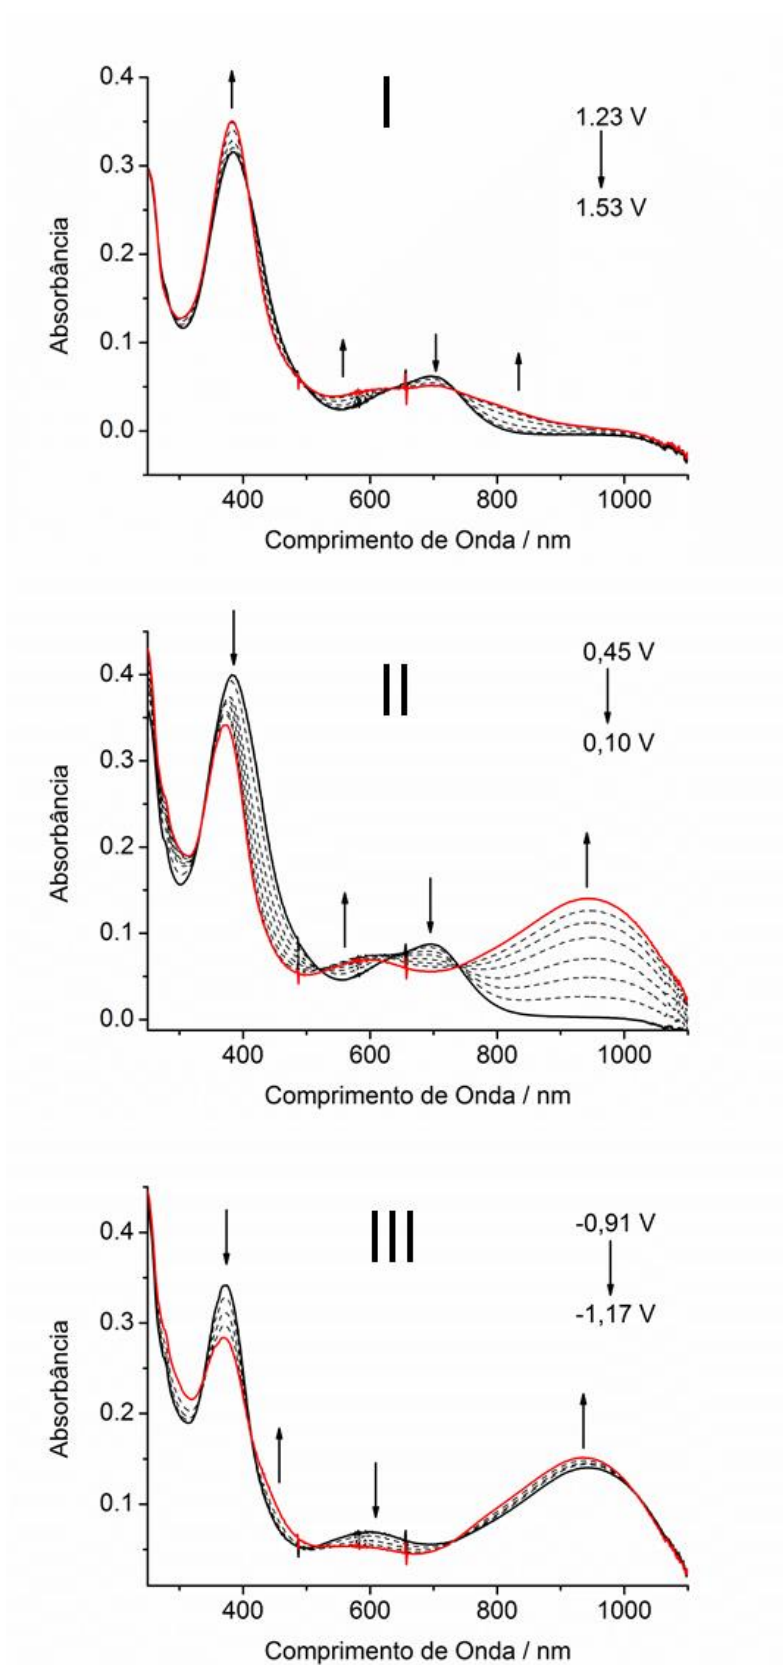 I
1.23 V
1.53 V
0.4
0.3
0.2
0.1
0.0
Absorbância
400 600 800 1000
Comprimento de Onda / nm
II
0,45 V
0,10 V
0.4
0.3
0.2
0.1
0.0
Absorbância
400 600 800 1000
Comprimento de Onda / nm
III
-0,91 V
-1,17 V
0.4
0.3
0.2
0.1
Absorbância
400 600 800 1000
Comprimento de Onda / nm